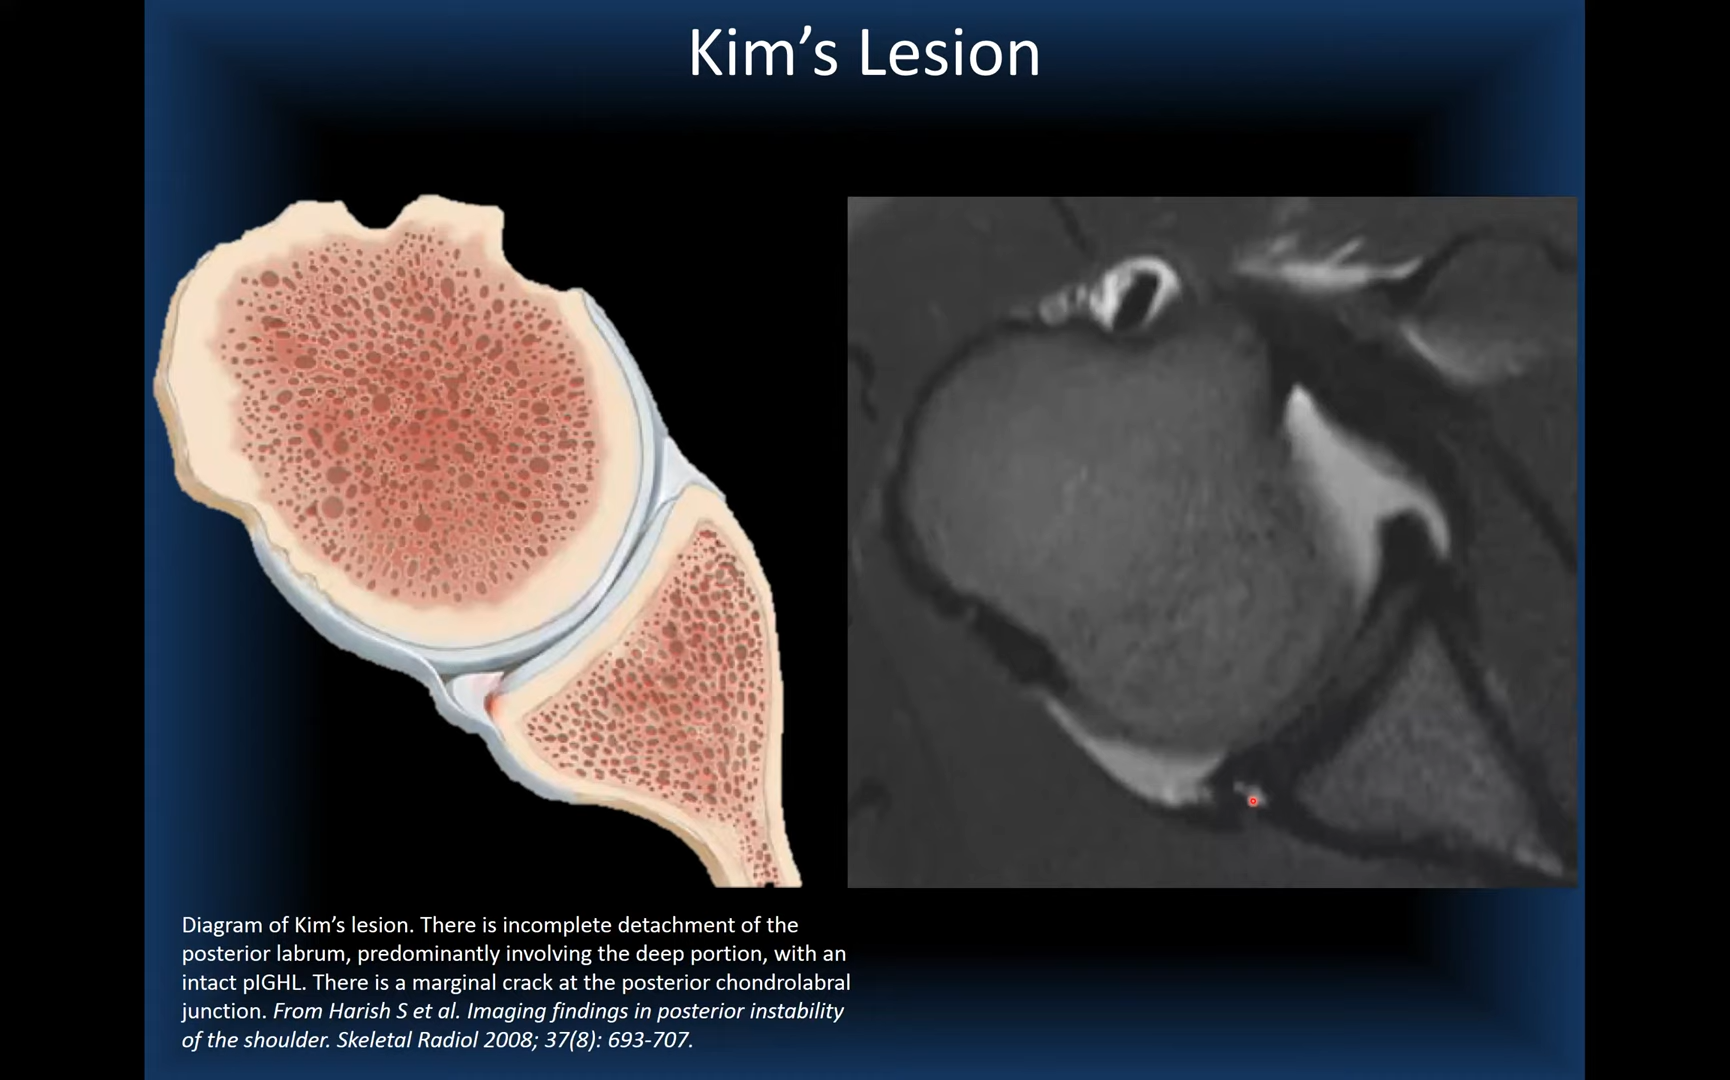 Kim’s Lesion
Diagram of Kim’s lesion. There is incomplete detachment of the
posterior labrum, predominantly involving the deep portion, with an
intact pIGHL. There is a marginal crack at the posterior chondrolabral
junction. From Harish S et al. Imaging findings in posterior instability
of the shoulder. Skeletal Radiol 2008; 37(8): 693-707.